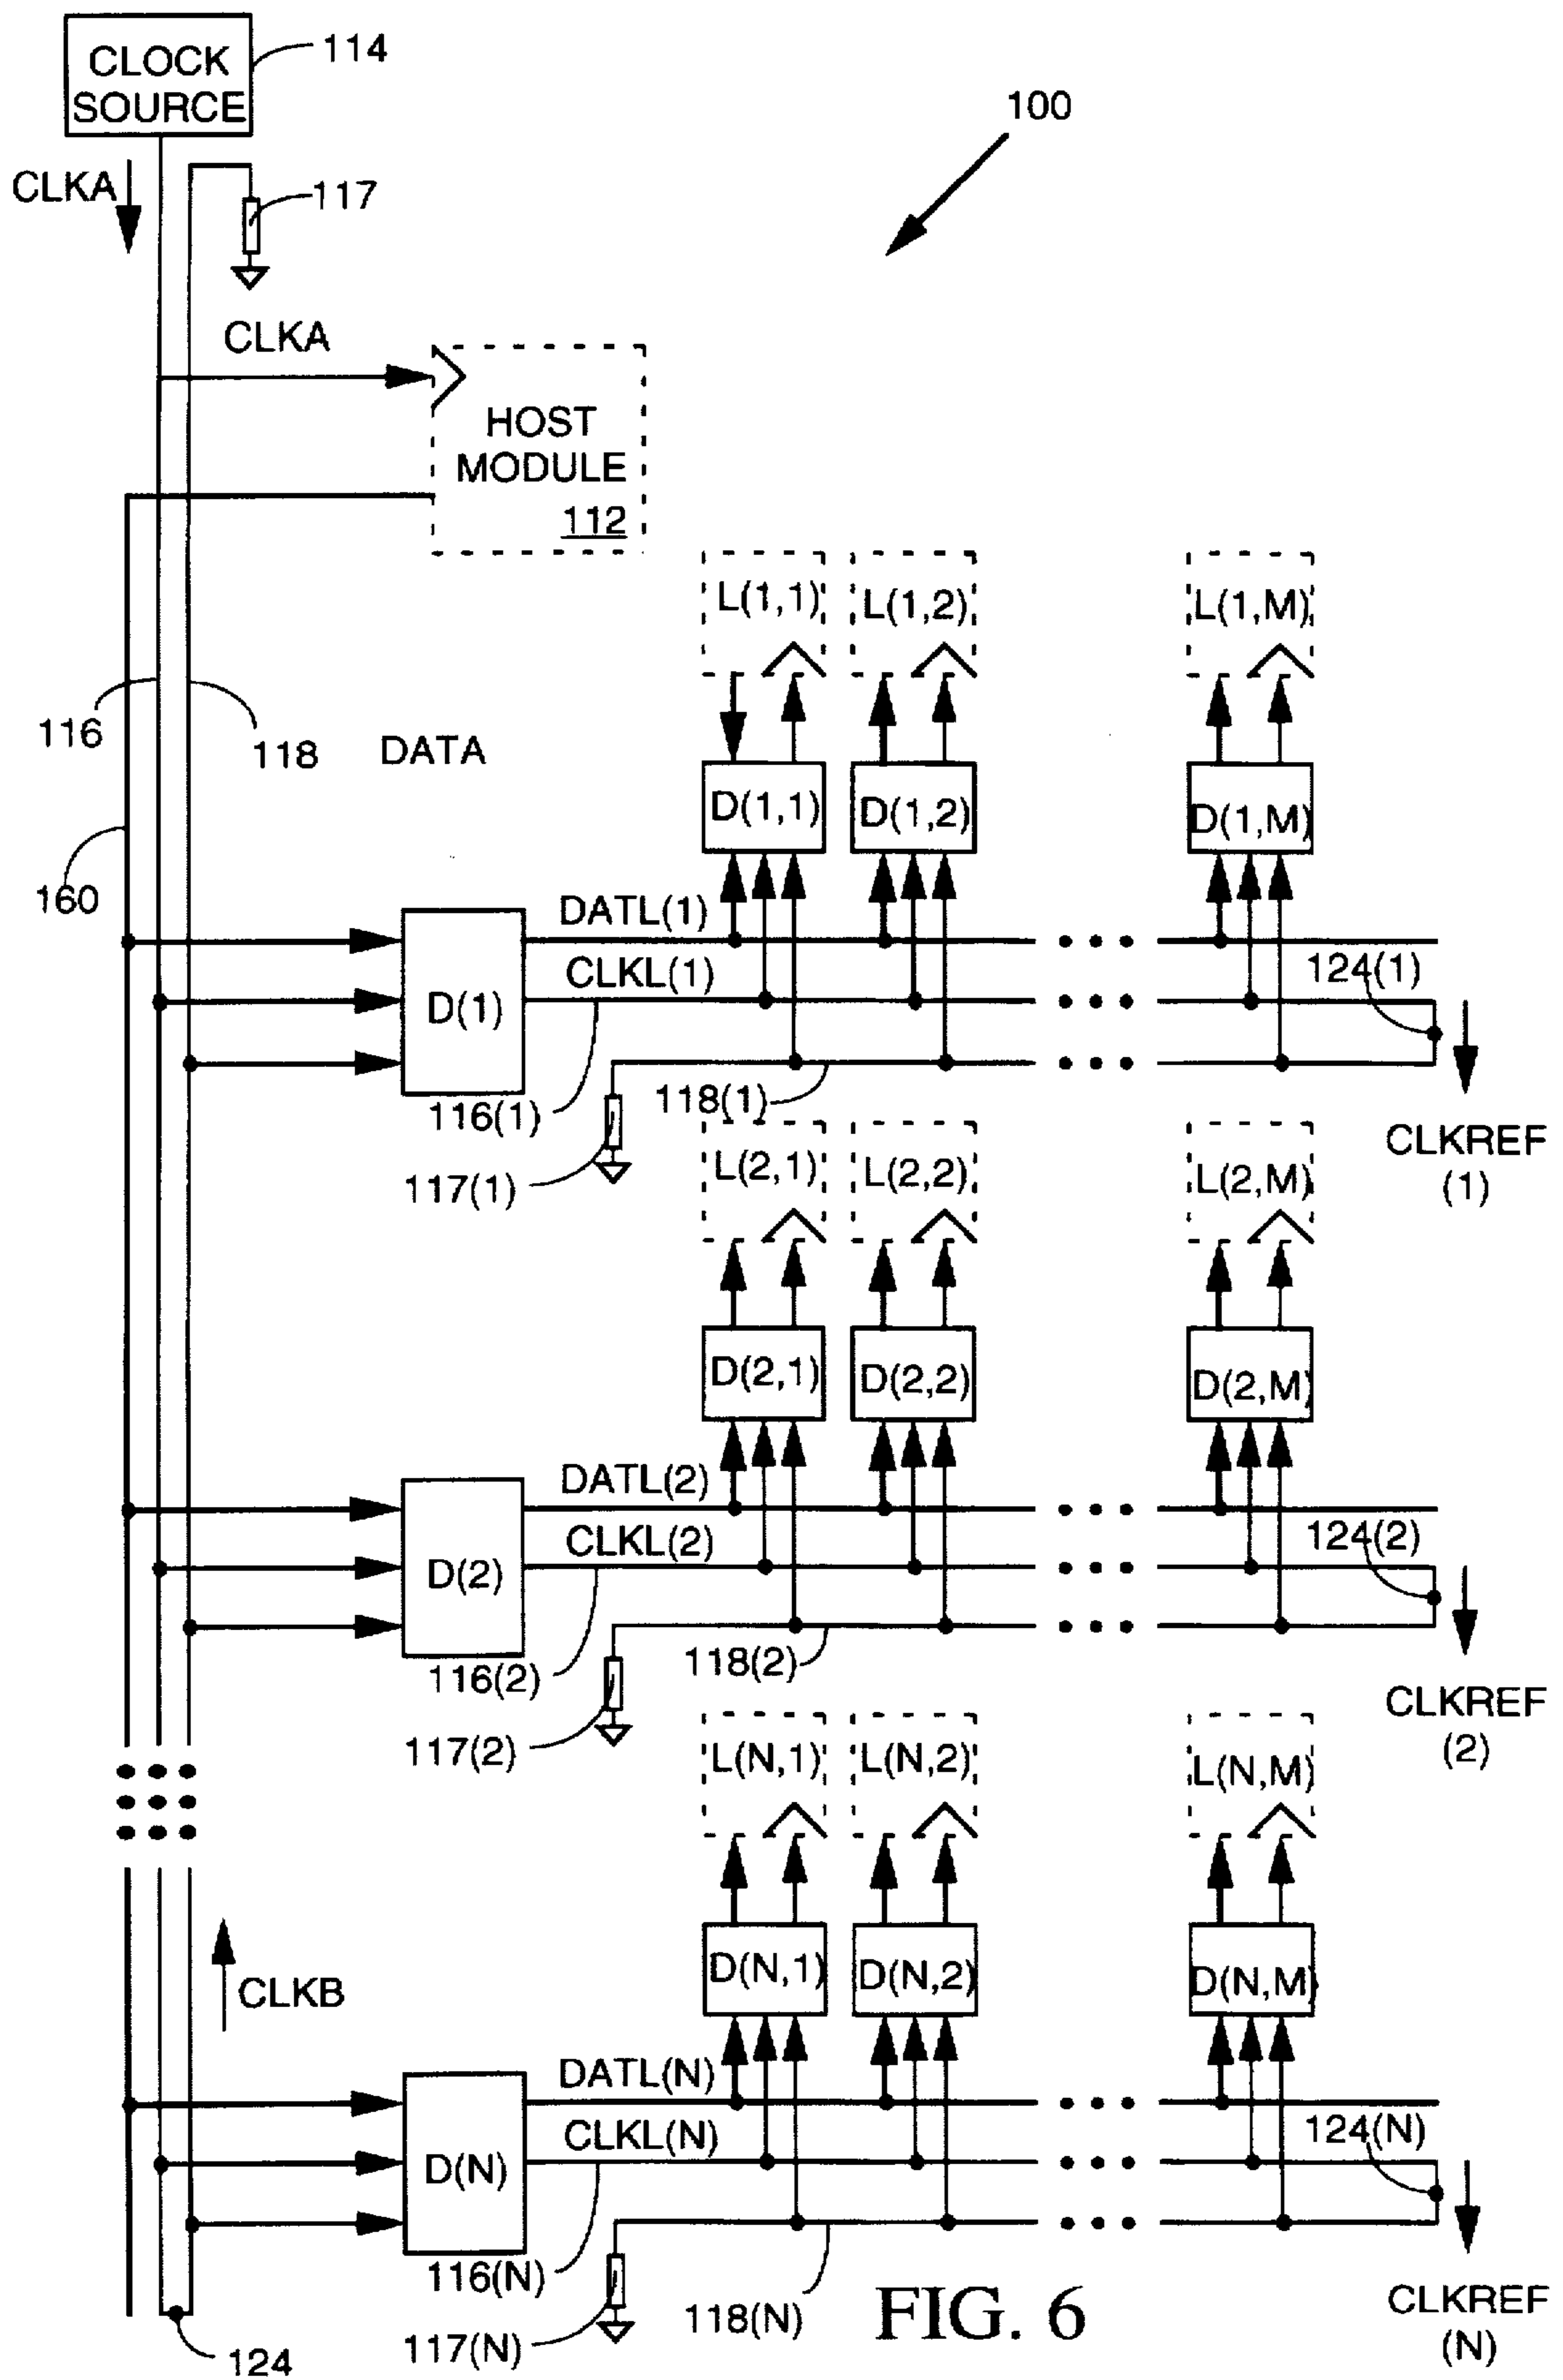 CLOCK
SOURCE
114
100
CLKA
117
CLKA
HOST
MODULE
112
L(1,1) L(1,2) L(1,M)
116
118
DATA
D(1,1) D(1,2) D(1,M)
160
DATL(1)
CLKL(1)
124(1)
D(1)
116(1)
118(1)
117(1)
CLKREF
(1)
L(2,1) L(2,2) L(2,M)
D(2,1) D(2,2) D(2,M)
DATL(2)
CLKL(2)
124(2)
D(2)
116(2)
118(2)
117(2)
CLKREF
(2)
L(N,1) L(N,2) L(N,M)
D(N,1) D(N,2) D(N,M)
CLKB
DATL(N)
CLKL(N)
124(N)
D(N)
116(N)
118(N)
117(N)
CLKREF
(N)
124
FIG. 6